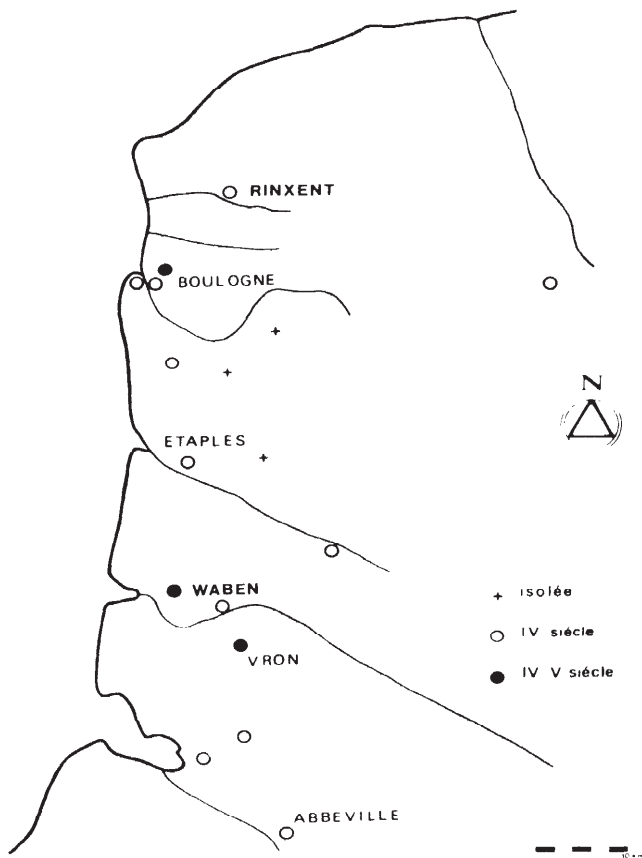 RINXENT
BOULOGNE
N
ETAPLES
isolée
WABEN
IV siécle
VRON
IV V siécle
ABBEVILLE